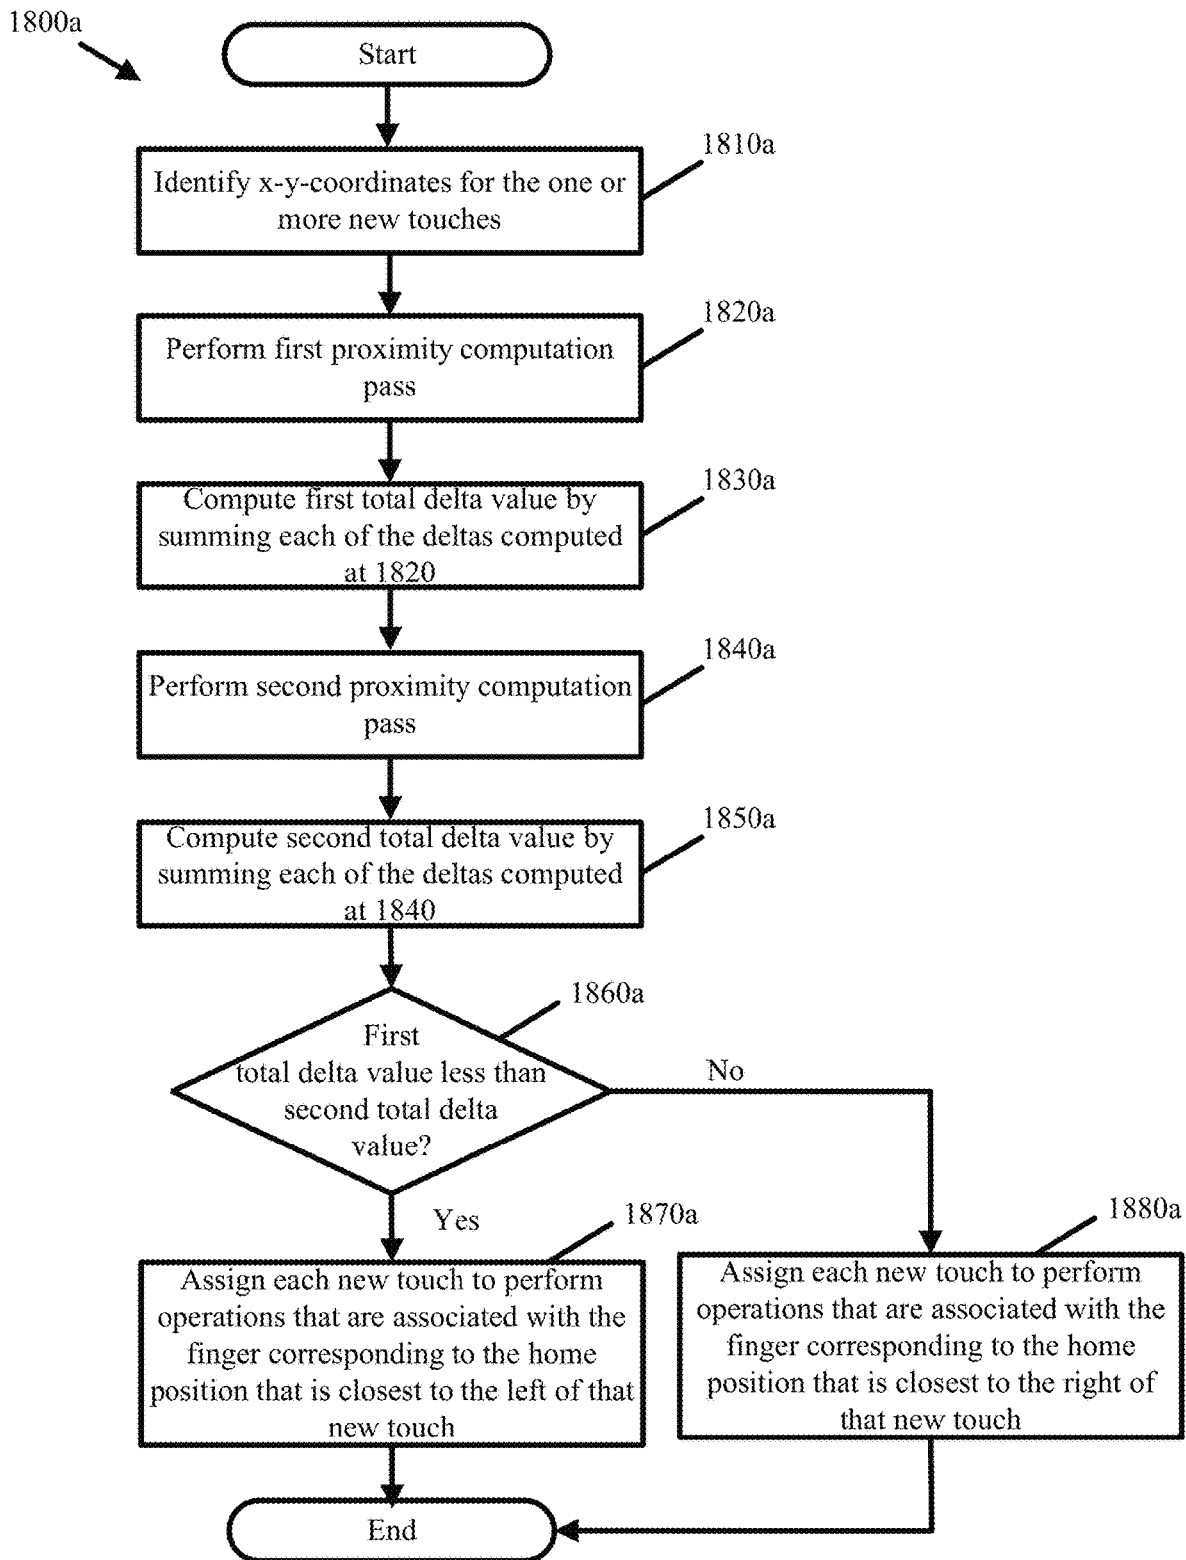 1800a
Start
1810a
Identify x-y-coordinates for the one or
more new touches
1820a
Perform first proximity computation
pass
1830a
Compute first total delta value by
summing each of the deltas computed
at 1820
1840a
Perform second proximity computation
pass
1850a
Compute second total delta value by
summing each of the deltas computed
at 1840
1860a
First
total delta value less than
second total delta
value?
No
Yes
1870a
Assign each new touch to perform
operations that are associated with the
finger corresponding to the home
position that is closest to the left of that
new touch
1880a
Assign each new touch to perform
operations that are associated with the
finger corresponding to the home
position that is closest to the right of
that new touch
End